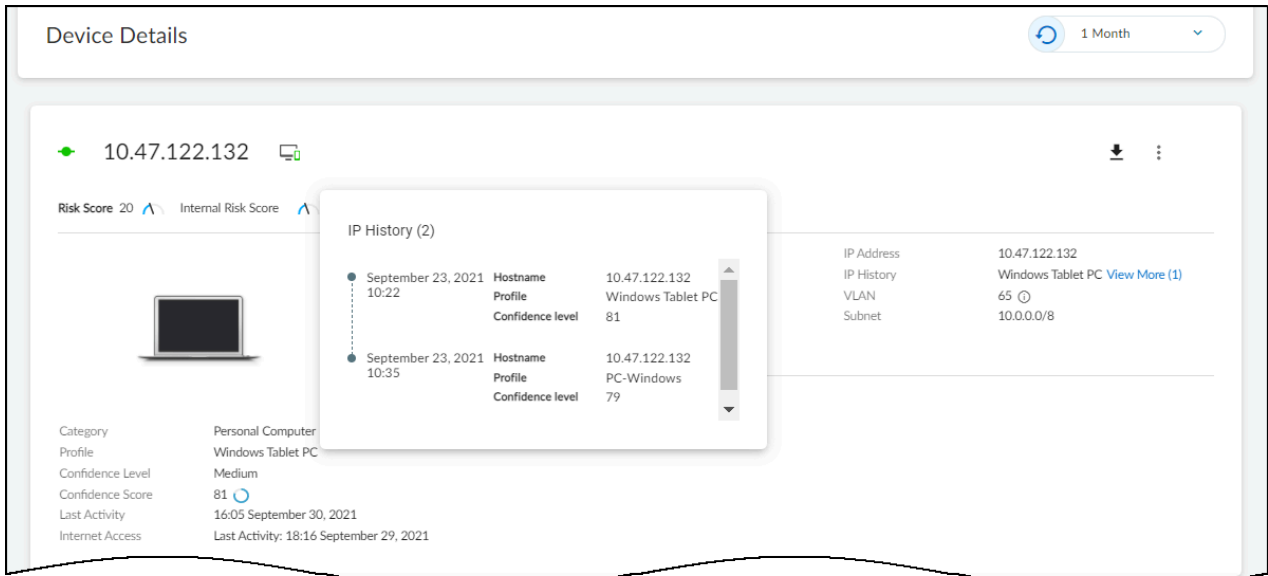 Device Details
1 Month
10.47.122.132
Risk Score 20 Internal Risk Score
IP History (2)
September 23, 2021 Hostname 10.47.122.132
10:22 Profile Windows Tablet PC
Confidence level 81
September 23, 2021 Hostname 10.47.122.132
10:35 Profile PC-Windows
Confidence level 79
IP Address 10.47.122.132
IP History Windows Tablet PC View More (1)
VLAN 65
Subnet 10.0.0.0/8
Category Personal Computer
Profile Windows Tablet PC
Confidence Level Medium
Confidence Score 81
Last Activity 16:05 September 30, 2021
Internet Access Last Activity: 18:16 September 29, 2021